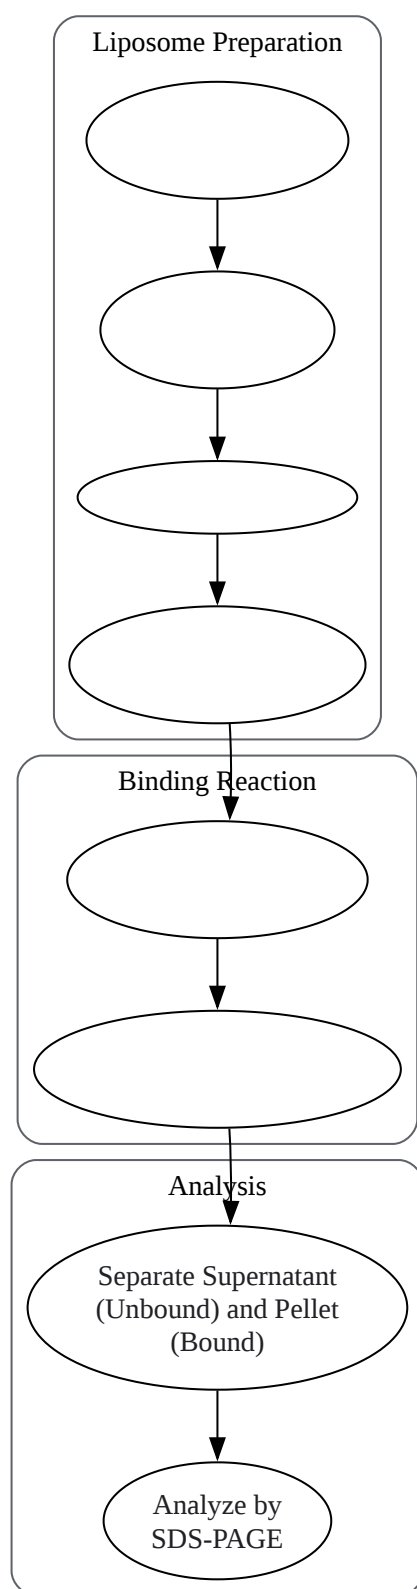 Liposome Preparation
Binding Reaction
Analysis
Separate Supernatant
(Unbound) and Pellet
(Bound)
Analyze by
SDS-PAGE